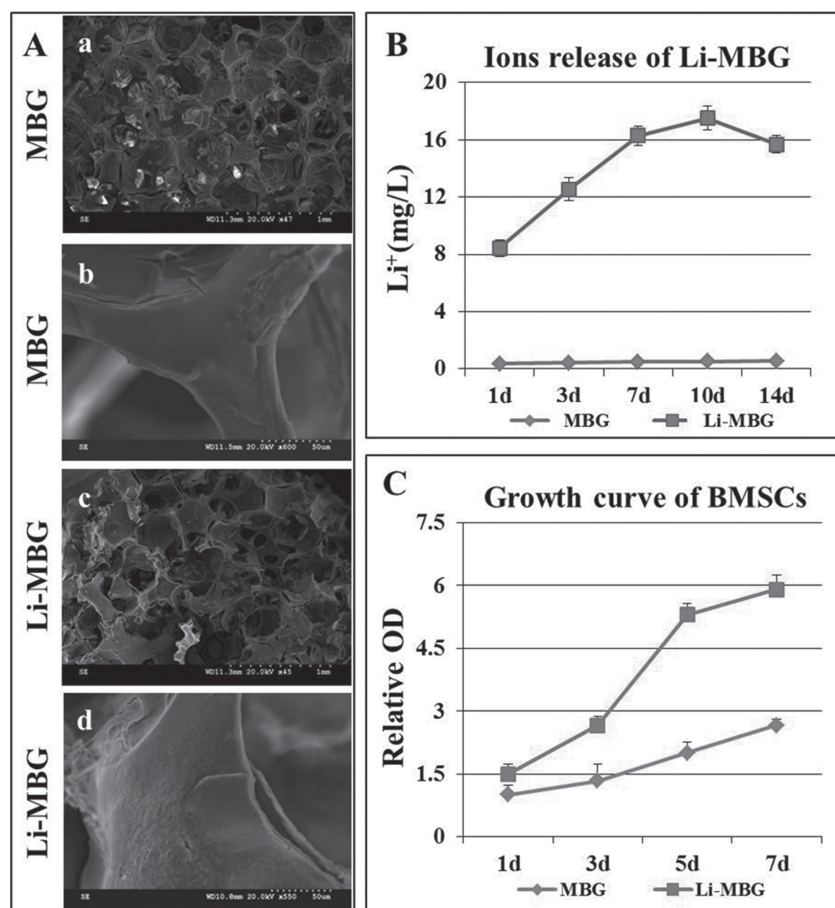 A
MBG
a
SE WD11.3mm 20.0kV x47 1mm
MBG
b
SE WD11.5mm 20.0kV x600 50um
Li-MBG
c
SE WD11.3mm 20.0kV x45 1mm
Li-MBG
d
SE WD10.8mm 20.0kV x550 50um
B
Ions release of Li-MBG
Li+(mg/L)
20
16
12
8
4
0
1d 3d 7d 10d 14d
MBG Li-MBG
C
Growth curve of BMSCs
Relative OD
7.5
6
4.5
3
1.5
0
1d 3d 5d 7d
MBG Li-MBG